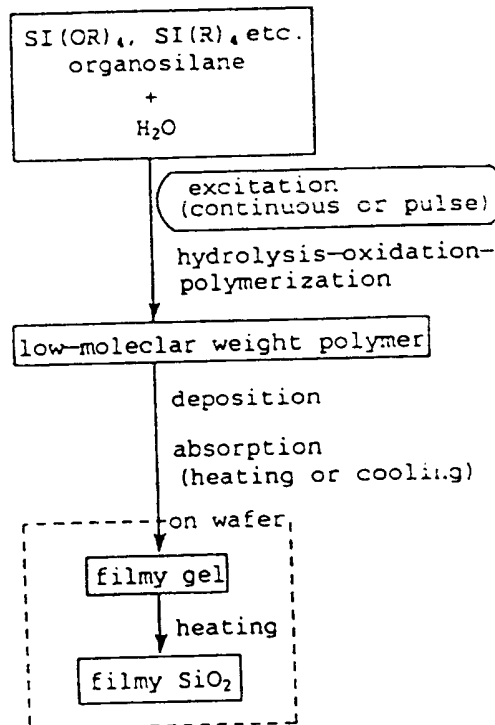 SI(OR)₄, SI(R)₄ etc.
organosilane
+
H₂O
excitation
(continuous or pulse)
hydrolysis-oxidation-
polymerization
low-moleclar weight polymer
deposition
absorption
(heating or cooling)
on wafer
filmy gel
heating
filmy SiO₂